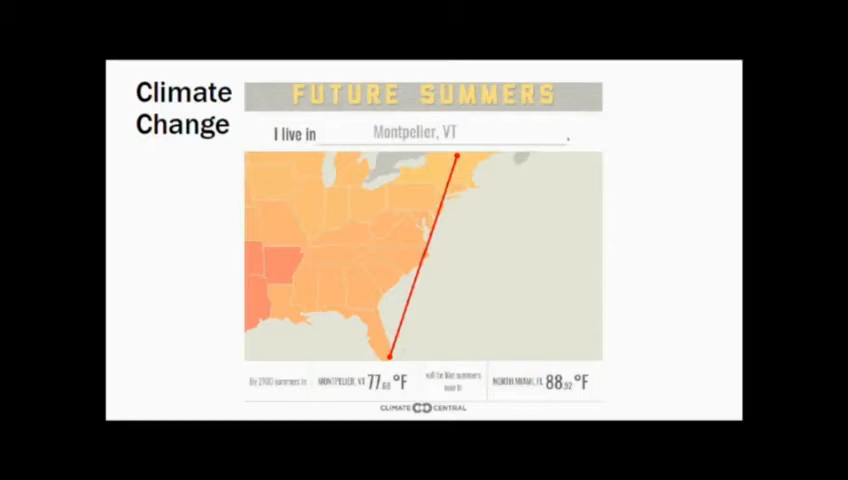 Climate
Change
FUTURE SUMMERS
I live in Montpelier, VT .
By 2100 summers in MONTPELIER, VT 77.68 °F will be like summers now in NORTH MIAMI, FL 88.92 °F
CLIMATE CENTRAL